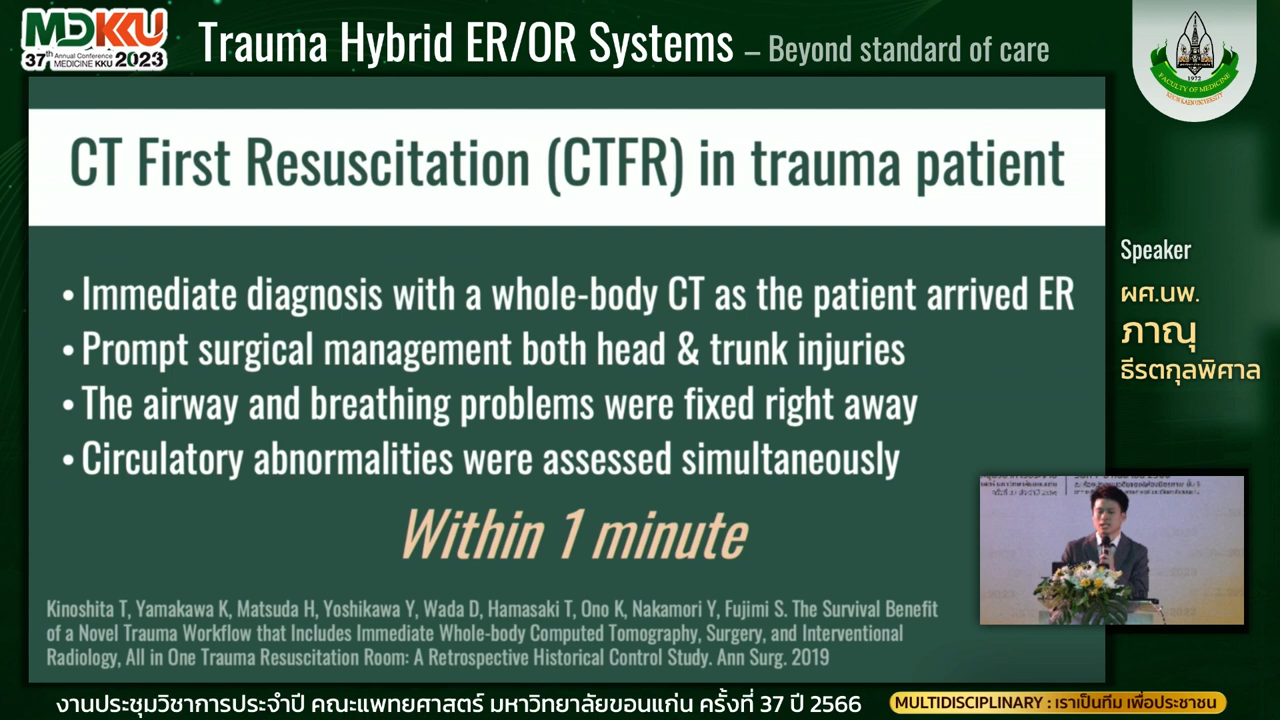 MDKKU
37th Annual Conference MEDICINE KKU 2023
Trauma Hybrid ER/OR Systems – Beyond standard of care
1972
FACULTY OF MEDICINE
KHON KAEN UNIVERSITY
CT First Resuscitation (CTFR) in trauma patient
• Immediate diagnosis with a whole-body CT as the patient arrived ER
• Prompt surgical management both head & trunk injuries
• The airway and breathing problems were fixed right away
• Circulatory abnormalities were assessed simultaneously
Within 1 minute
Kinoshita T, Yamakawa K, Matsuda H, Yoshikawa Y, Wada D, Hamasaki T, Ono K, Nakamori Y, Fujimi S. The Survival Benefit
of a Novel Trauma Workflow that Includes Immediate Whole-body Computed Tomography, Surgery, and Interventional
Radiology, All in One Trauma Resuscitation Room: A Retrospective Historical Control Study. Ann Surg. 2019
Speaker
ผศ.นพ.
ภาณุ
ธีรตกุลพิศาล
งานประชุมวิชาการประจำปี คณะแพทยศาสตร์ มหาวิทยาลัยขอนแก่น ครั้งที่ 37 ปี 2566
MULTIDISCIPLINARY : เราเป็นทีม เพื่อประชาชน